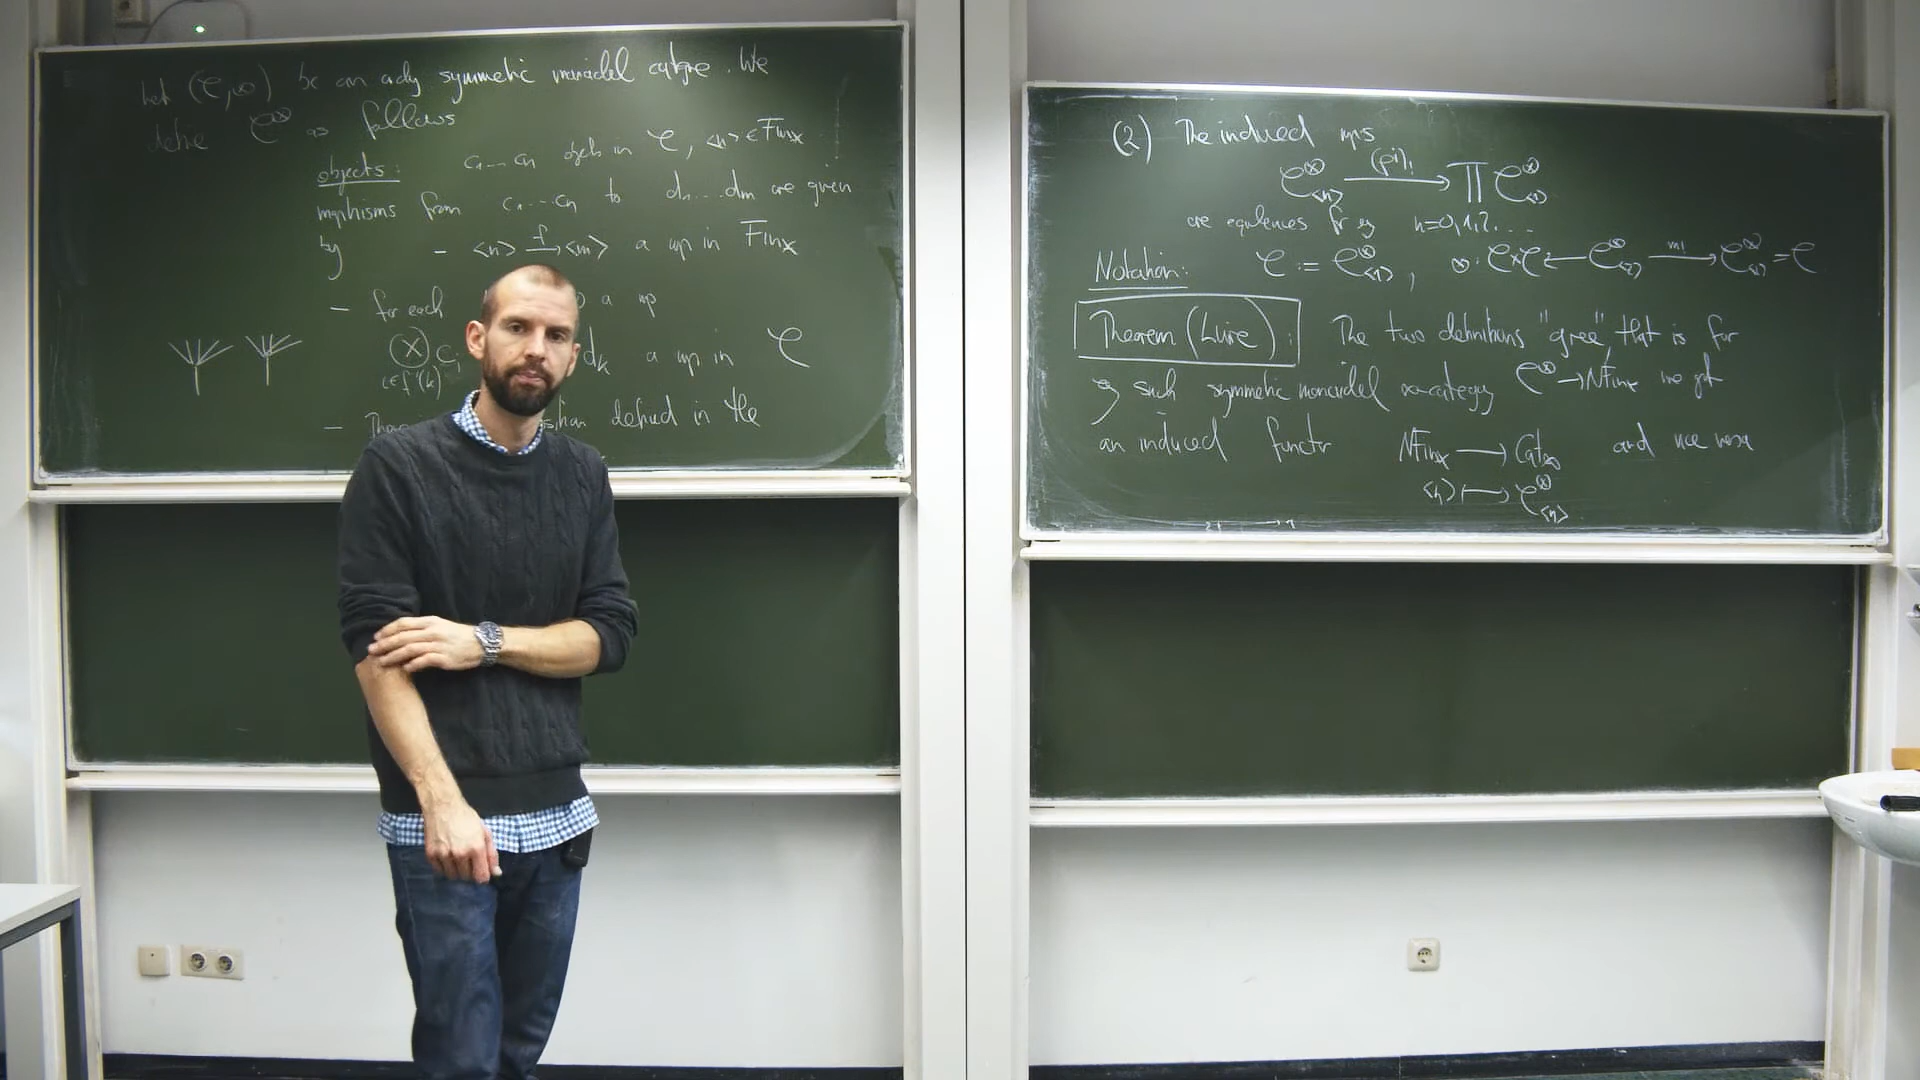 Let (C,⊗) be an ordy symmetric monoidal category. We
define C^⊗ as follows
objects: c₁...cₙ objects in C, <n> ∈ Fin*
morphisms from c₁...cₙ to d₁...dₘ are given
by - <n> →^f <m> a map in Fin*
- for each a map
⊗_{i∈f⁻¹(k)} c_i dₖ a map in C
- defined in the
(2) The induced maps
C^⊗_<n> →^{(ρ^i)!} ∏ C^⊗_<1>
are equivalences for n=0,1,2....
Notation: C := C^⊗_<1> , ⊗: C×C ← C^⊗_<2> →^{m!} C^⊗_<1> = C
Theorem (Lurie): The two definitions "agree" that is for
such symmetric monoidal ∞-category C^⊗ → NFin* we get
an induced functor NFin* → Cat∞ and vice versa
<n> ↦ C^⊗_<n>